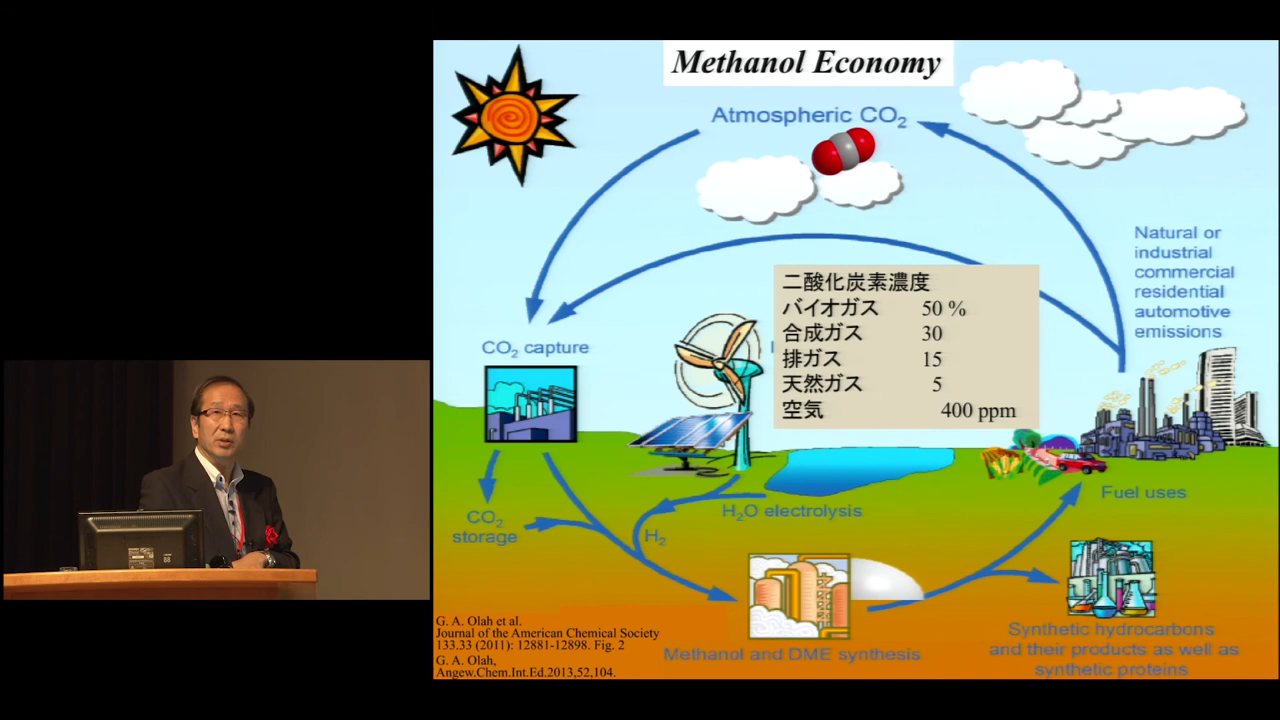 Methanol Economy
Atmospheric CO₂
Natural or
industrial
commercial
residential
automotive
emissions
二酸化炭素濃度
バイオガス 50 %
合成ガス 30
排ガス 15
天然ガス 5
空気 400 ppm
CO₂ capture
Fuel uses
H₂O electrolysis
CO₂
storage
H₂
Methanol and DME synthesis
Synthetic hydrocarbons
and their products as well as
synthetic proteins
G. A. Olah et al.
Journal of the American Chemical Society
133.33 (2011): 12881-12898. Fig. 2
G. A. Olah,
Angew.Chem.Int.Ed.2013,52,104.